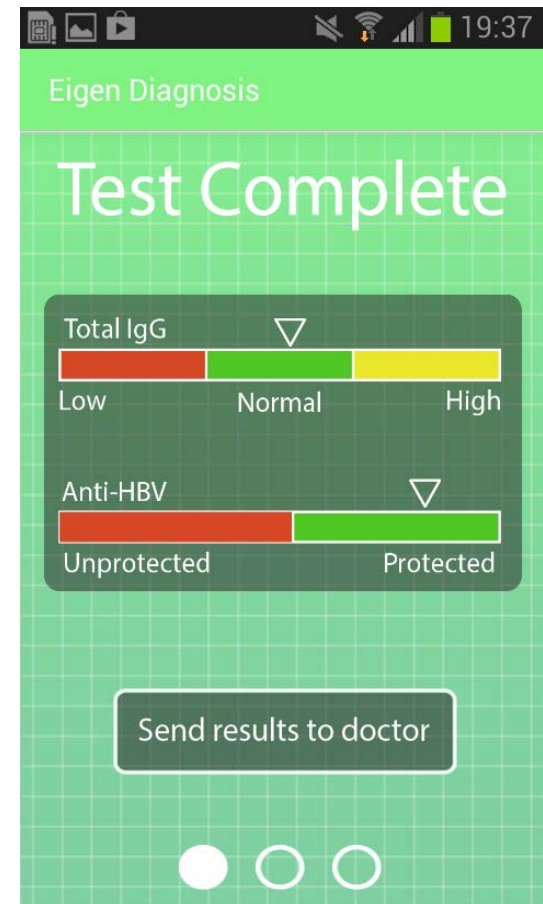 19:37
Eigen Diagnosis
Test Complete
Total IgG
Low Normal High
Anti-HBV
Unprotected Protected
Send results to doctor